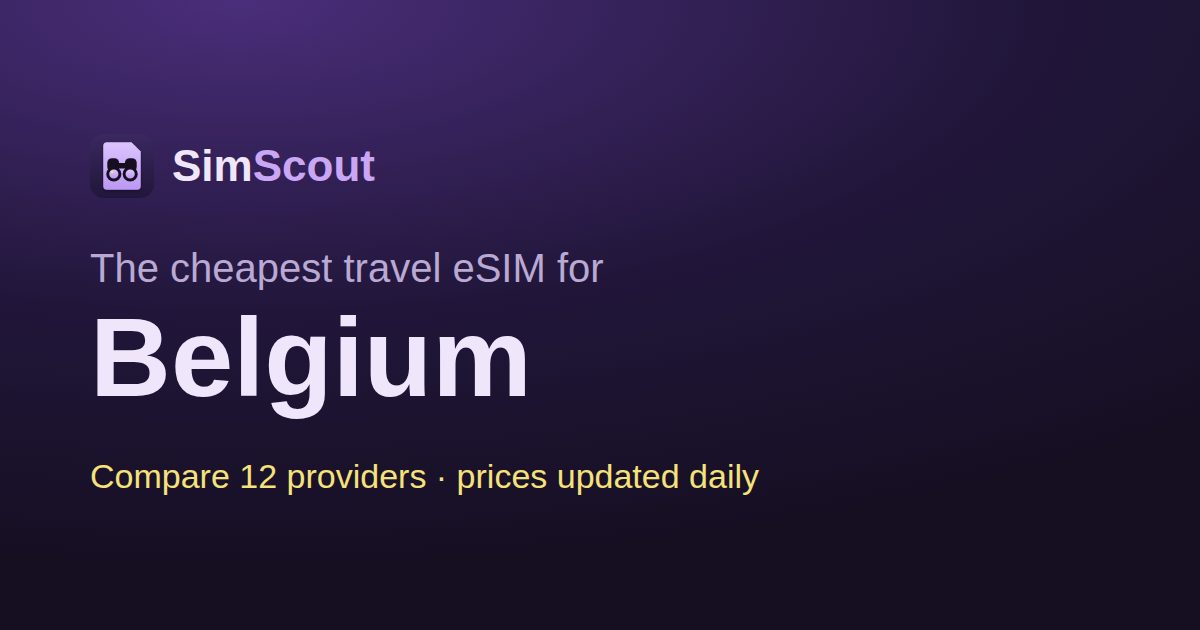 SimScout
The cheapest travel eSIM for
Belgium
Compare 12 providers · prices updated daily